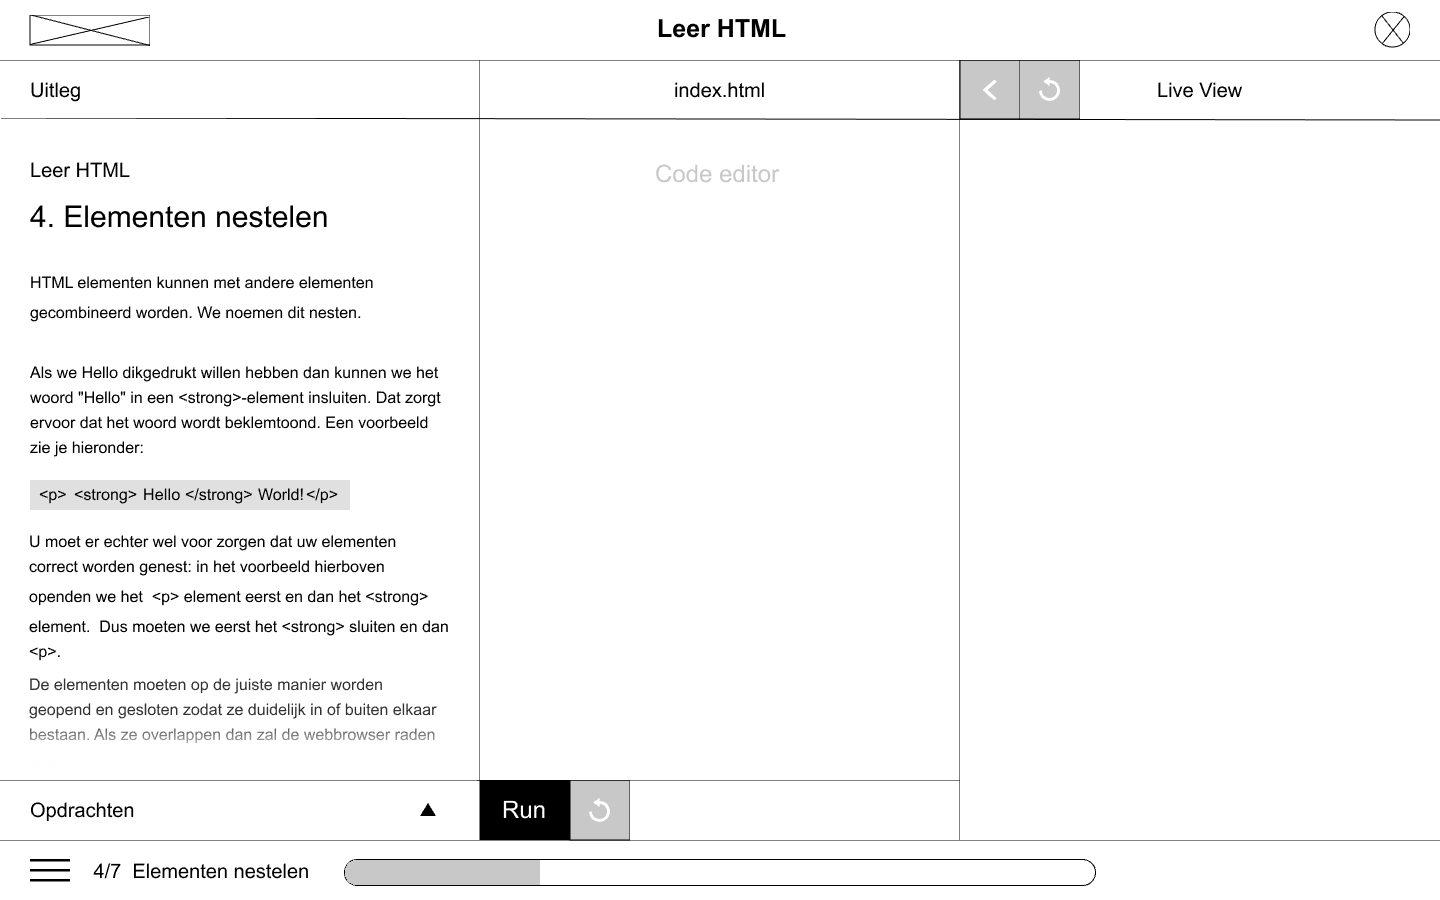 Leer HTML
Uitleg
index.html
Live View
Leer HTML
4. Elementen nestelen
HTML elementen kunnen met andere elementen
gecombineerd worden. We noemen dit nesten.
Als we Hello dikgedrukt willen hebben dan kunnen we het
woord "Hello" in een <strong>-element insluiten. Dat zorgt
ervoor dat het woord wordt beklemtoond. Een voorbeeld
zie je hieronder:
<p> <strong> Hello </strong> World! </p>
U moet er echter wel voor zorgen dat uw elementen
correct worden genest: in het voorbeeld hierboven
openden we het <p> element eerst en dan het <strong>
element. Dus moeten we eerst het <strong> sluiten en dan
<p>.
De elementen moeten op de juiste manier worden
geopend en gesloten zodat ze duidelijk in of buiten elkaar
bestaan. Als ze overlappen dan zal de webbrowser raden
Code editor
Opdrachten
Run
4/7 Elementen nestelen